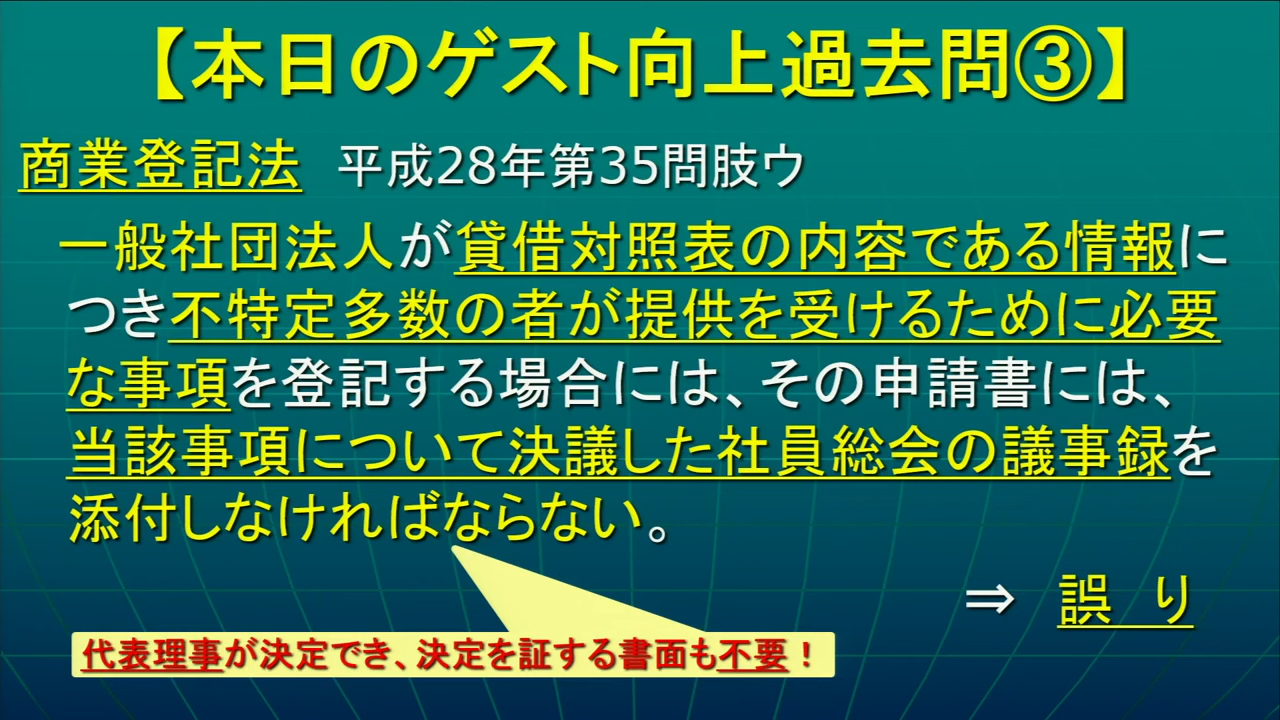 【本日のゲスト向上過去問③】
商業登記法　平成28年第35問肢ウ
一般社団法人が貸借対照表の内容である情報に
つき不特定多数の者が提供を受けるために必要
な事項を登記する場合には、その申請書には、
当該事項について決議した社員総会の議事録を
添付しなければならない。
⇒　誤　り
代表理事が決定でき、決定を証する書面も不要！